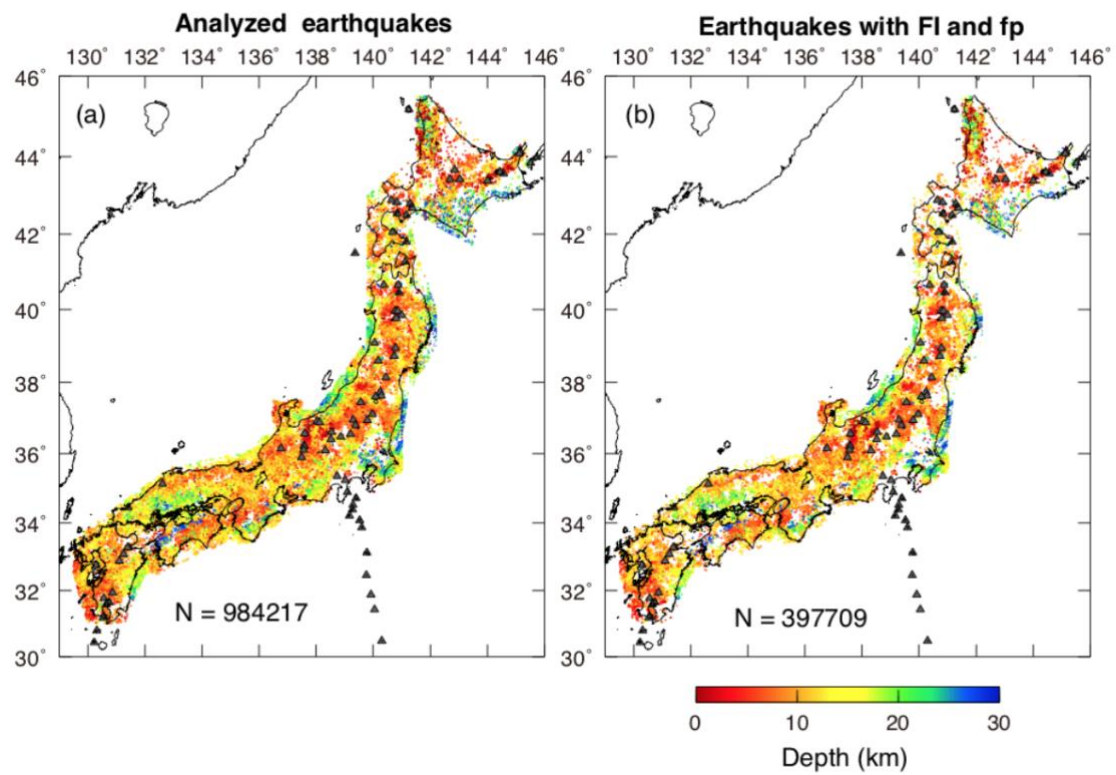 Analyzed earthquakes
130° 132° 134° 136° 138° 140° 142° 144° 146°
46°
44°
42°
40°
38°
36°
34°
32°
30°
(a)
N = 984217
Earthquakes with FI and fp
130° 132° 134° 136° 138° 140° 142° 144° 146°
46°
44°
42°
40°
38°
36°
34°
32°
30°
(b)
N = 397709
0 10 20 30
Depth (km)